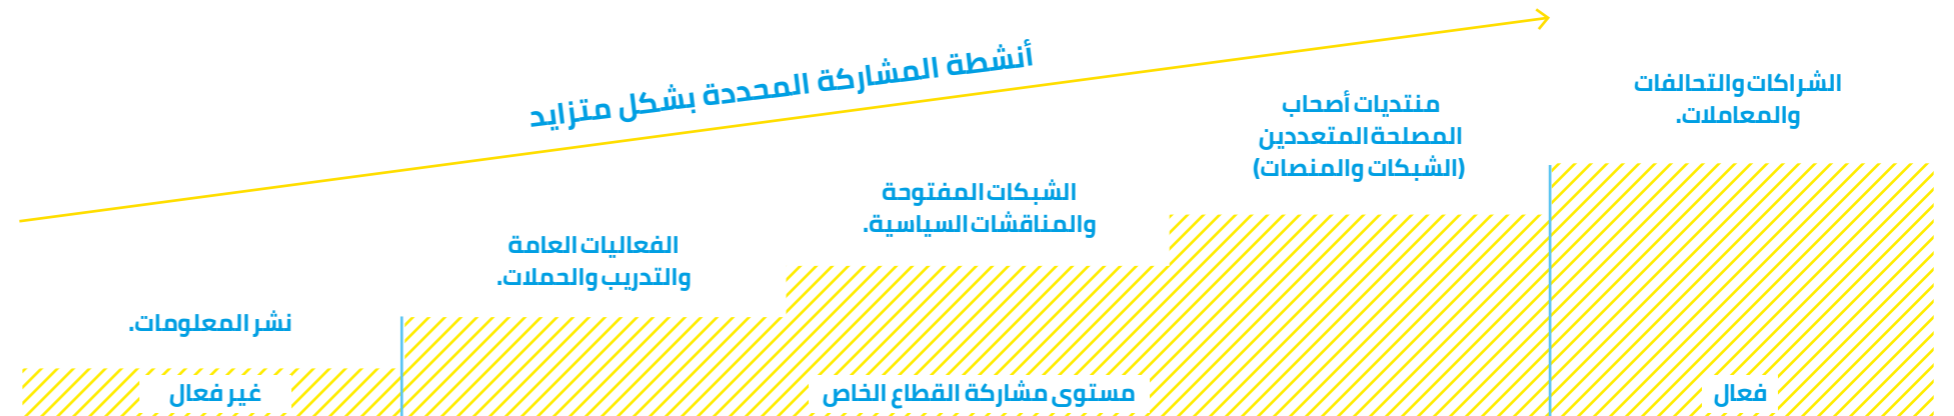 أنشطة المشاركة المحددة بشكل متزايد
الشراكات والتحالفات
والمعاملات.
منتديات أصحاب
المصلحة المتعددين
(الشبكات والمنصات)
الشبكات المفتوحة
والمناقشات السياسية.
الفعاليات العامة
والتدريب والحملات.
نشر المعلومات.
فعال
مستوى مشاركة القطاع الخاص
غير فعال